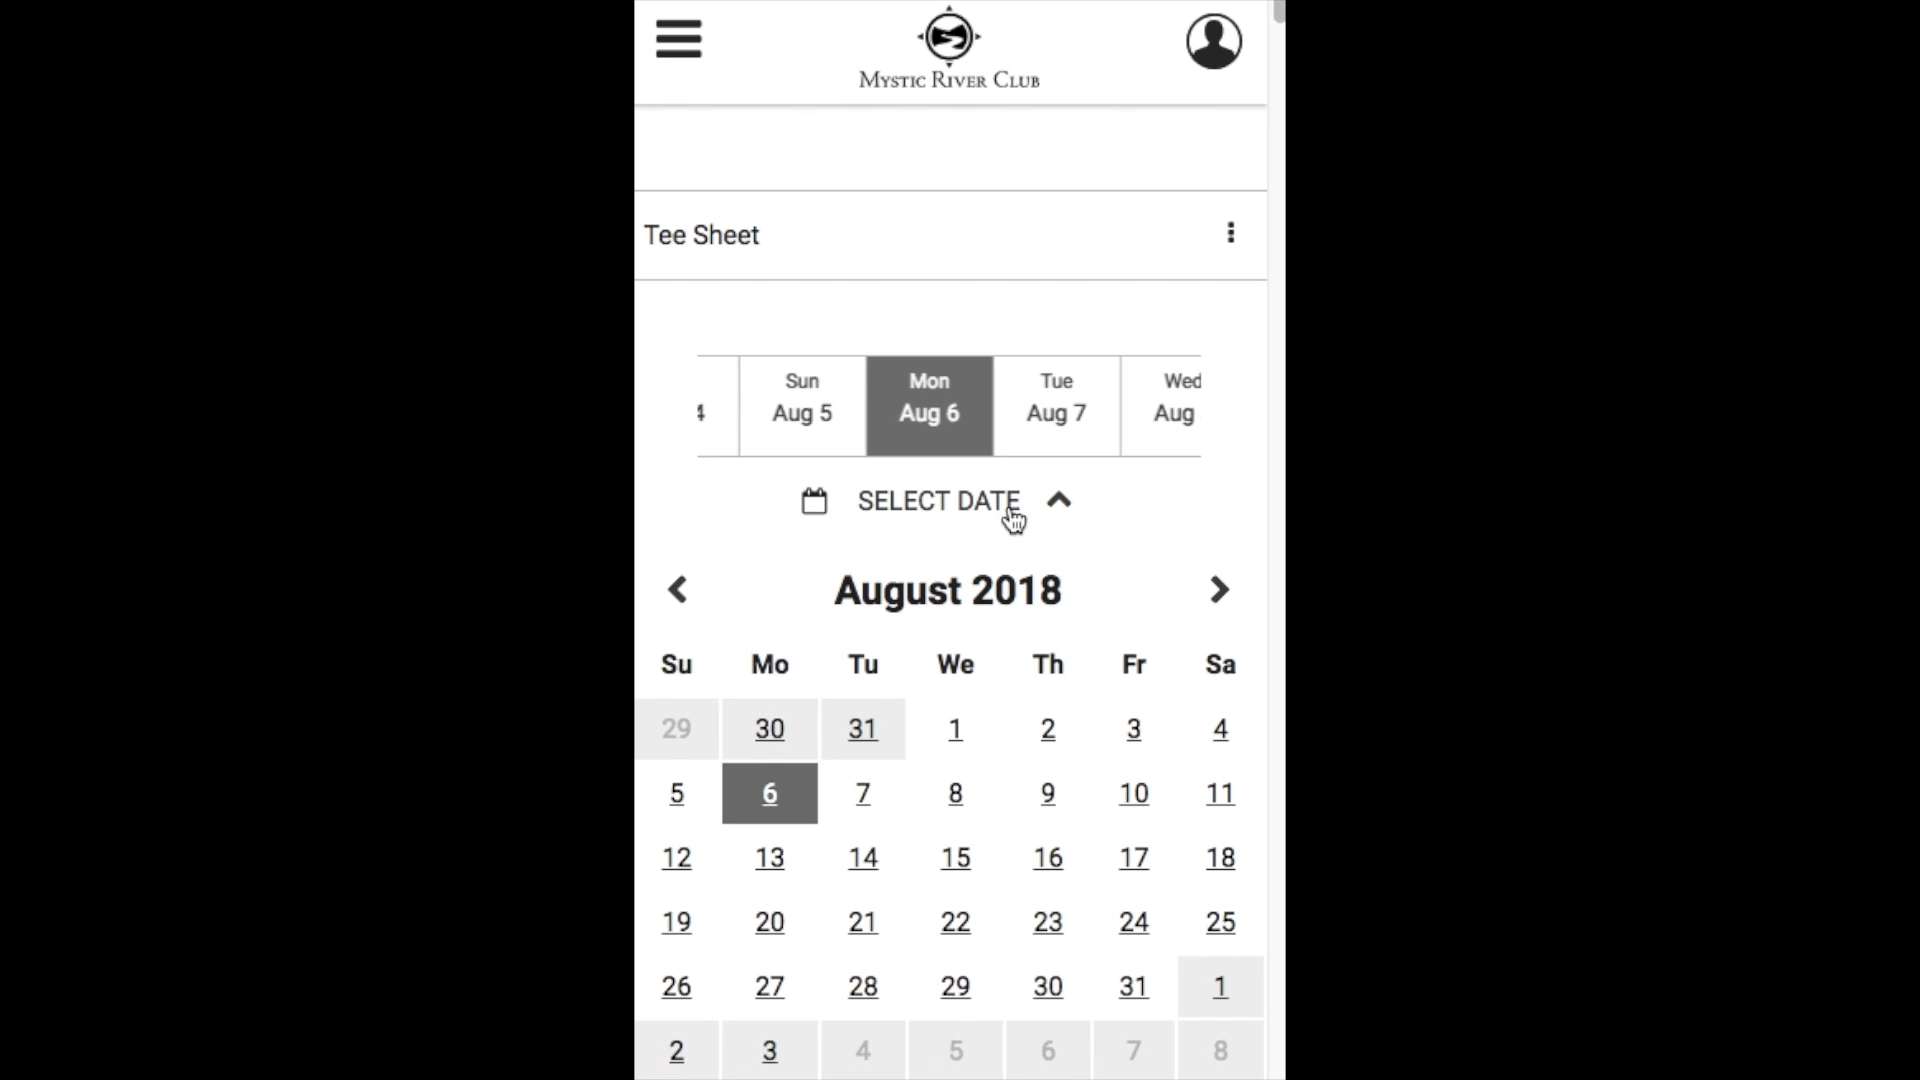 MYSTIC RIVER CLUB
Tee Sheet
Sun Mon Tue Wed
4 Aug 5 Aug 6 Aug 7 Aug
SELECT DATE
August 2018
Su Mo Tu We Th Fr Sa
29 30 31 1 2 3 4
5 6 7 8 9 10 11
12 13 14 15 16 17 18
19 20 21 22 23 24 25
26 27 28 29 30 31 1
2 3 4 5 6 7 8